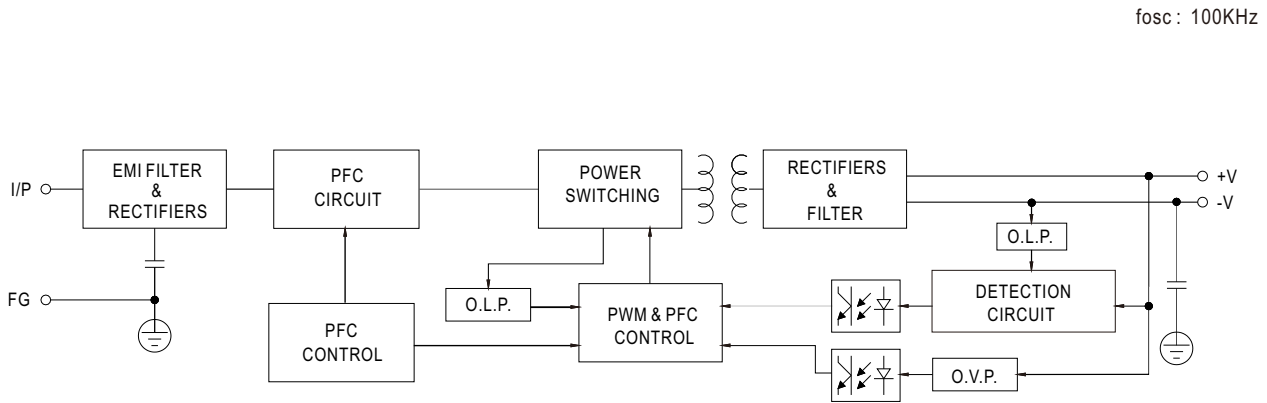 fosc : 100KHz
I/P
EMI FILTER
&
RECTIFIERS
PFC
CIRCUIT
POWER
SWITCHING
RECTIFIERS
&
FILTER
+V
-V
O.L.P.
FG
O.L.P.
PFC
CONTROL
PWM & PFC
CONTROL
DETECTION
CIRCUIT
O.V.P.